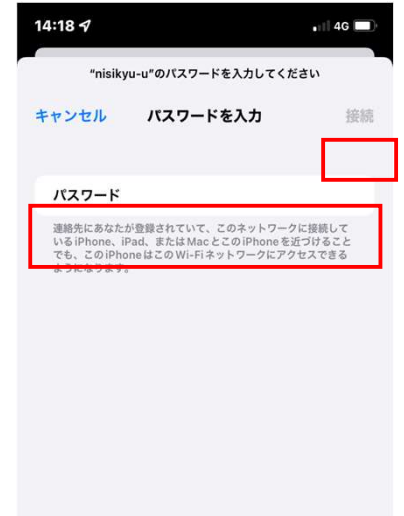 14:18
4G
"nisikyu-u"のパスワードを入力してください
キャンセル パスワードを入力 接続
パスワード
連絡先にあなたが登録されていて、このネットワークに接続して
いるiPhone、iPad、またはMacとこのiPhoneを近づけること
でも、このiPhoneはこのWi-Fiネットワークにアクセスできる
ようになります。